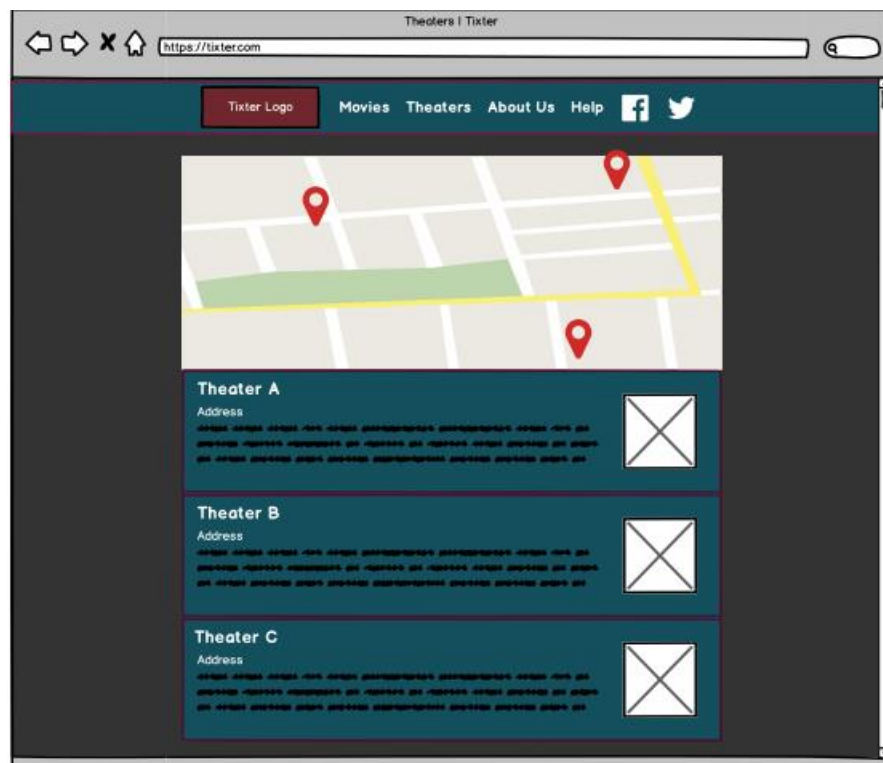 Theaters | Tixter
https://tixter.com
Tixter Logo Movies Theaters About Us Help
Theater A
Address
Theater B
Address
Theater C
Address